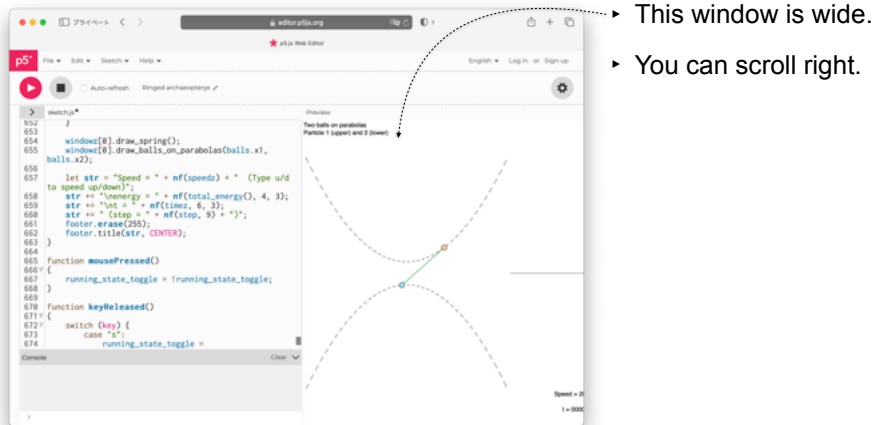 プライベート
editor.p5js.org
p5.js Web Editor
p5* File Edit Sketch Help English Log in or Sign up
Auto-refresh Ringed archaeopteryx
sketch.js Preview
652 }
653
654 windowz[0].draw_spring();
655 windowz[0].draw_balls_on_parabolas(balls.x1,
balls.x2);
656
657 let str = "Speed = " + nf(speedz) + " (Type u/d
to speed up/down)";
658 str += "\nenergy = " + nf(total_energy(), 4, 3);
659 str += "\nt = " + nf(timez, 6, 3);
660 str += " (step = " + nf(step, 9) + ")";
661 footer.erase(255);
662 footer.title(str, CENTER);
663 }
664
665 function mousePressed()
666 {
667 running_state_toggle = !running_state_toggle;
668 }
669
670 function keyReleased()
671 {
672 switch (key) {
673 case "s":
674 running_state_toggle =
Console Clear
Two balls on parabolas
Particle 1 (upper) and 2 (lower)
Speed = 20
t = 0000
▸ This window is wide.
▸ You can scroll right.